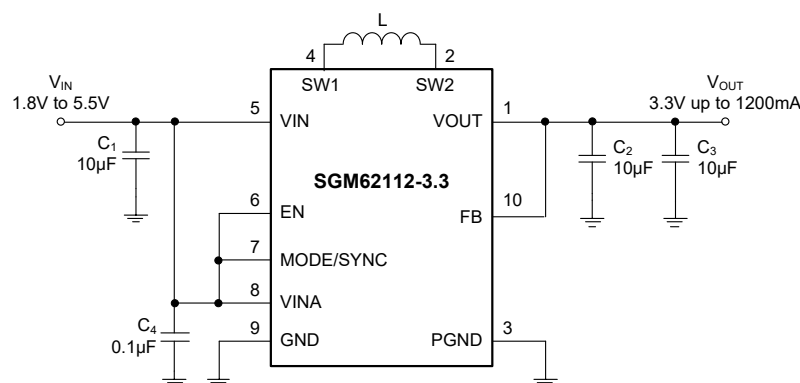 L
4 2
SW1 SW2
V_IN
1.8V to 5.5V
V_OUT
3.3V up to 1200mA
5 VIN VOUT 1
C_1
10µF
C_2
10µF
C_3
10µF
SGM62112-3.3
6 EN
10 FB
7 MODE/SYNC
8 VINA
C_4
0.1µF
9 GND PGND 3